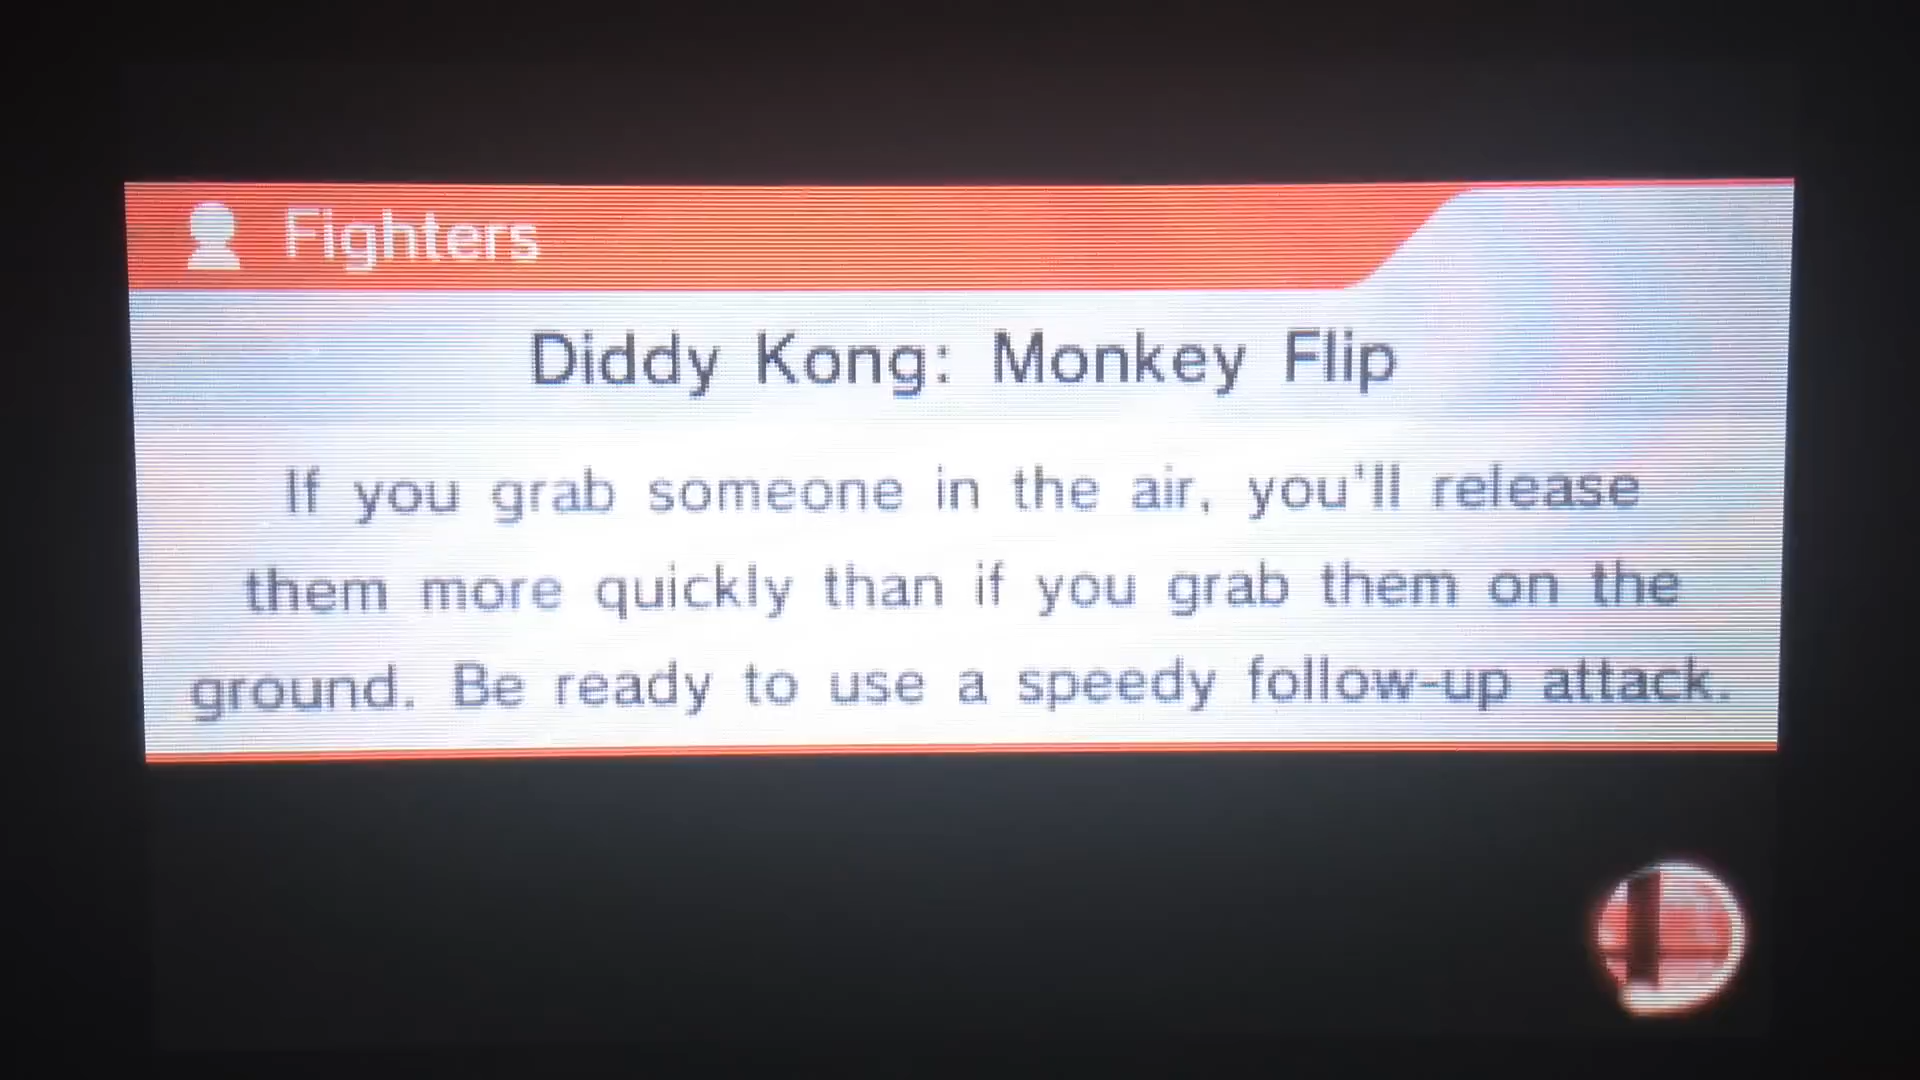 Fighters
Diddy Kong: Monkey Flip
If you grab someone in the air, you'll release
them more quickly than if you grab them on the
ground. Be ready to use a speedy follow-up attack.